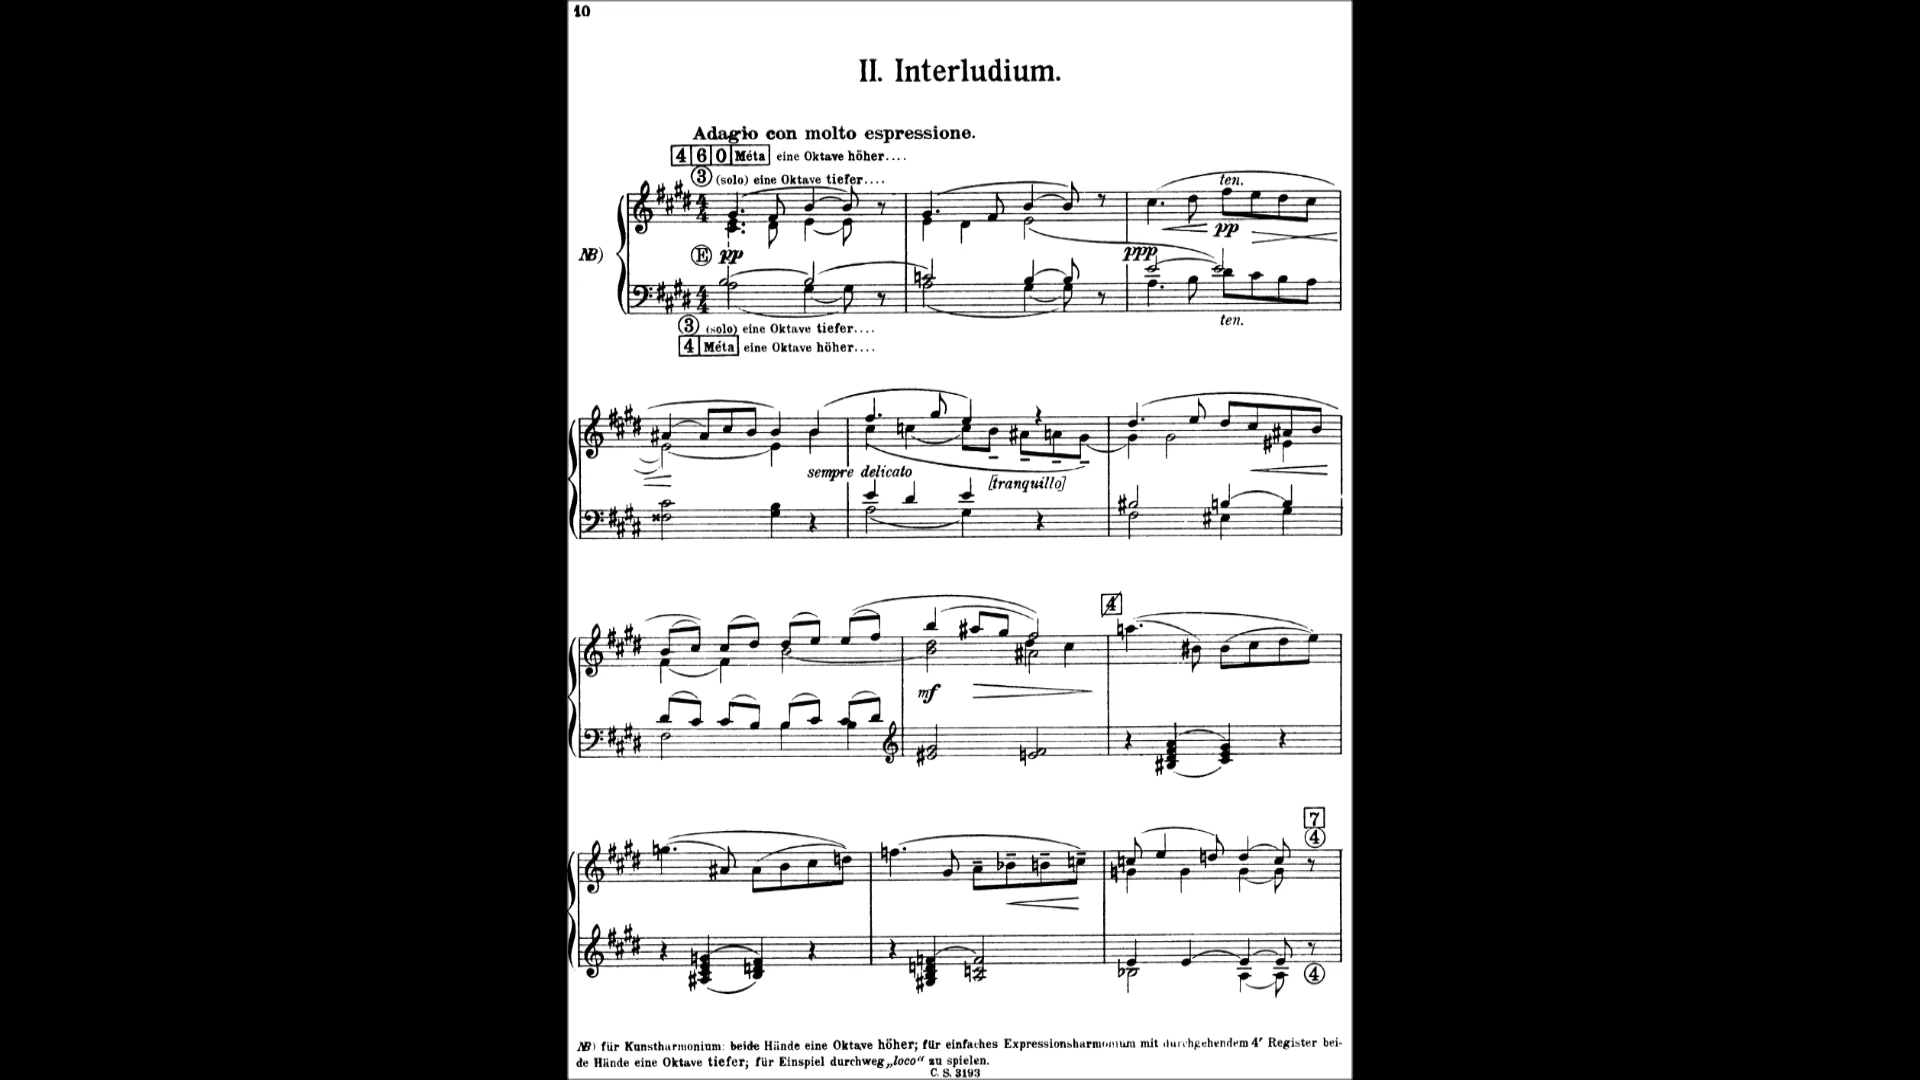 10
II. Interludium.
Adagio con molto espressione.
4 6 0 Méta eine Oktave höher....
3 (solo) eine Oktave tiefer....
ten.
pp
NB) E pp ppp
ten.
3 (solo) eine Oktave tiefer....
4 Méta eine Oktave höher....
sempre delicato
[tranquillo]
4
mf
7
4
4
NB) für Kunstharmonium: beide Hände eine Oktave höher; für einfaches Expressionsharmonium mit durchgehendem 4' Register bei-
de Hände eine Oktave tiefer; für Einspiel durchweg „loco“ zu spielen.
C. S. 3193